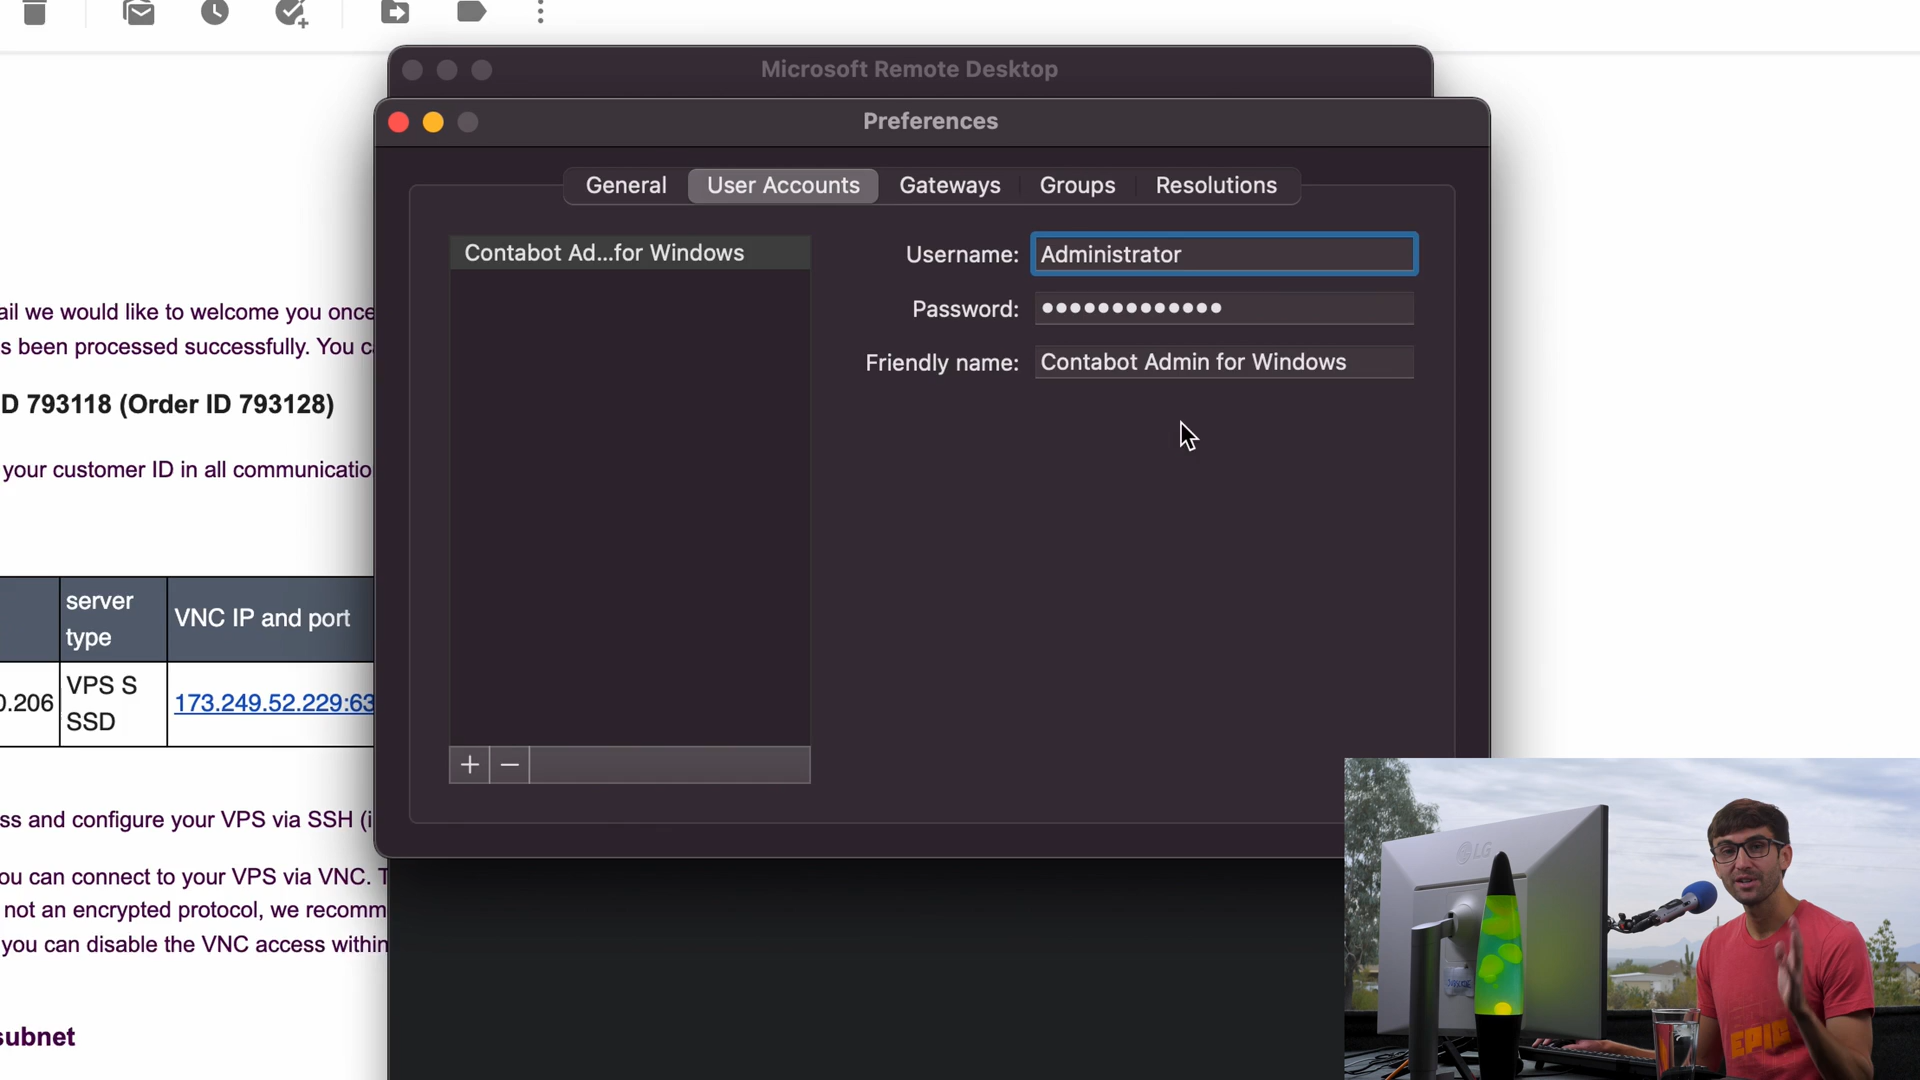 Microsoft Remote Desktop
Preferences
General
User Accounts
Gateways
Groups
Resolutions
Contabot Ad...for Windows
Username: Administrator
Password: •••••••••••••
Friendly name: Contabot Admin for Windows
+ −
ail we would like to welcome you once
s been processed successfully. You c
D 793118 (Order ID 793128)
your customer ID in all communicatio
server
type
VNC IP and port
0.206
VPS S
SSD
173.249.52.229:63
ss and configure your VPS via SSH (i
ou can connect to your VPS via VNC. T
not an encrypted protocol, we recomm
you can disable the VNC access within
subnet
LG
EPIC